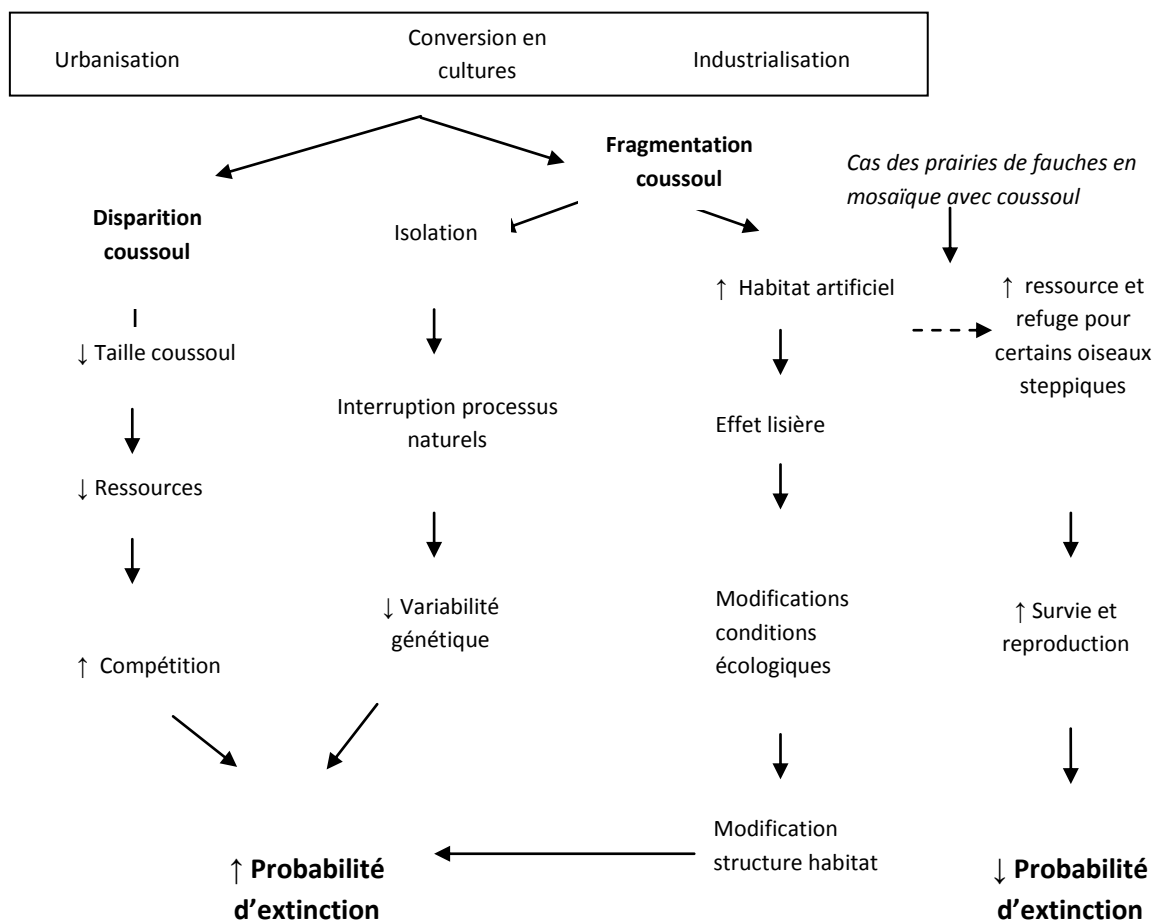 Urbanisation
Conversion en
cultures
Industrialisation
Fragmentation
coussoul
Cas des prairies de fauches en
mosaïque avec coussoul
Disparition
coussoul
Isolation
↑ Habitat artificiel
↑ ressource et
refuge pour
certains oiseaux
steppiques
↓ Taille coussoul
Interruption processus
naturels
Effet lisière
↓ Ressources
↓ Variabilité
génétique
Modifications
conditions
écologiques
↑ Survie et
reproduction
↑ Compétition
Modification
structure habitat
↑ Probabilité
d’extinction
↓ Probabilité
d’extinction